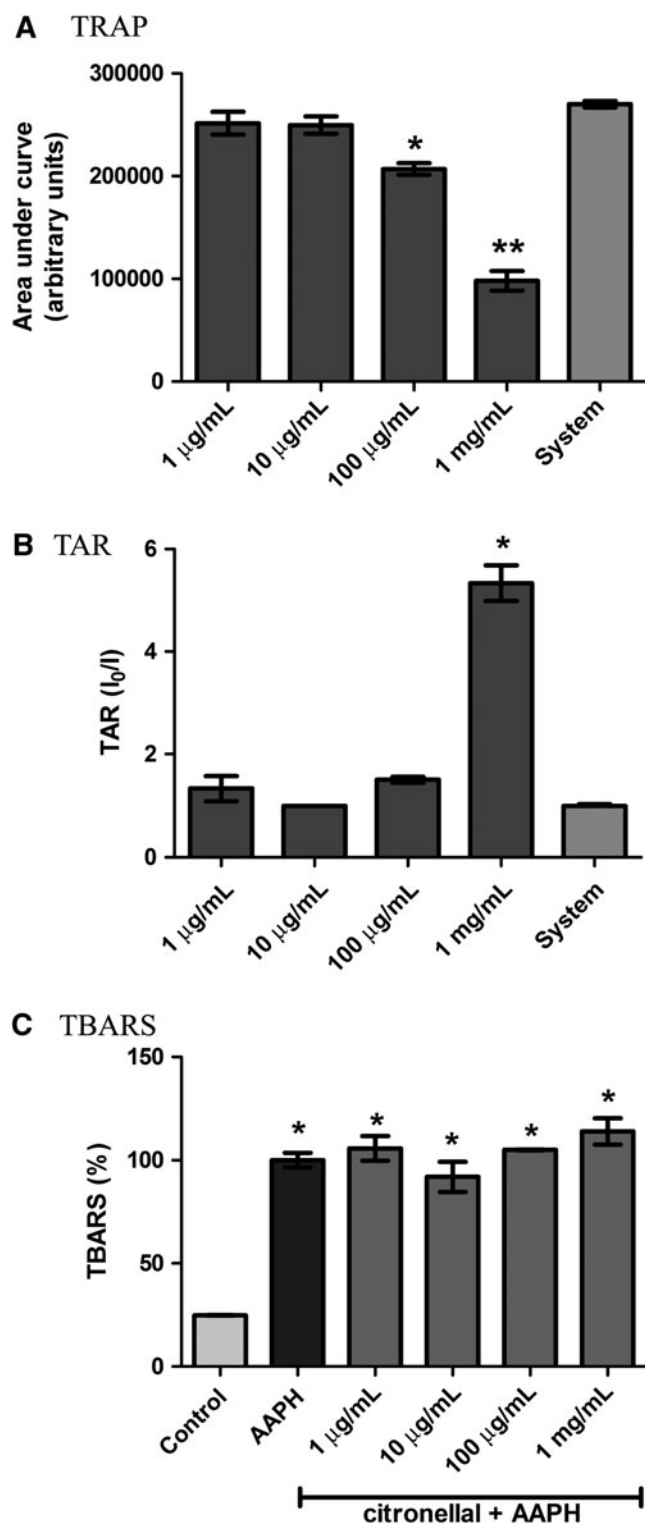 A TRAP
Area under curve
(arbitrary units)
300000
200000
100000
0
*
**
1 μg/mL
10 μg/mL
100 μg/mL
1 mg/mL
System
B TAR
TAR (I₀/I)
6
4
2
0
*
1 μg/mL
10 μg/mL
100 μg/mL
1 mg/mL
System
C TBARS
TBARS (%)
150
100
50
0
* * * * *
Control
AAPH
1 μg/mL
10 μg/mL
100 μg/mL
1 mg/mL
citronellal + AAPH